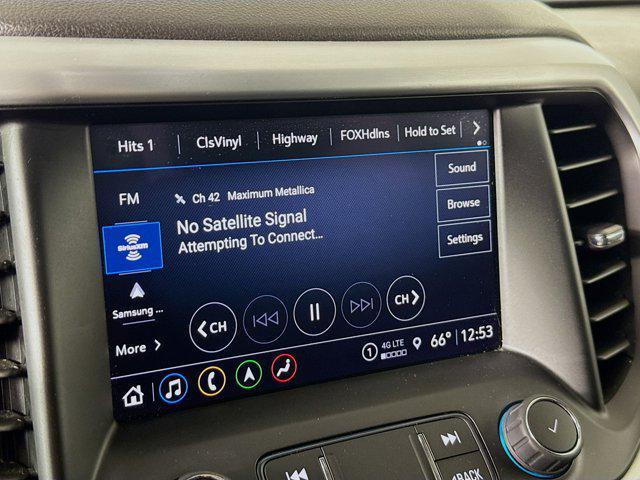 Hits 1 ClsVinyl Highway FOXHdlns Hold to Set
FM
Ch 42 Maximum Metallica
Sound
SiriusXM
No Satellite Signal
Attempting To Connect...
Browse
Settings
Samsung ...
CH CH
More
1 4G LTE 66° 12:53
BACK